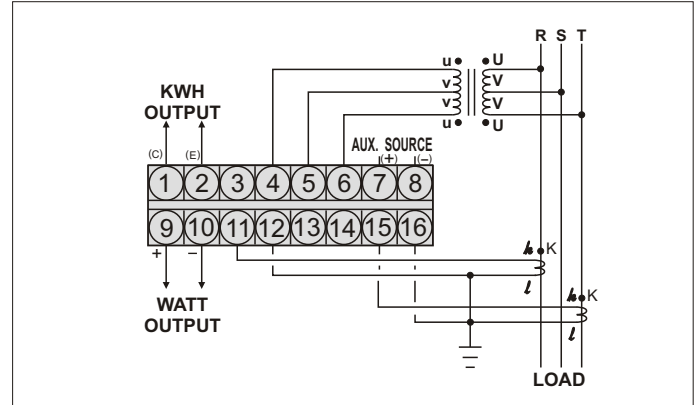 R S T
u U
v V
v V
u U
KWH
OUTPUT
AUX. SOURCE
(C) (E) (+) (−)
1 2 3 4 5 6 7 8
9 10 11 12 13 14 15 16
+ −
k K
l
k K
l
WATT
OUTPUT
LOAD